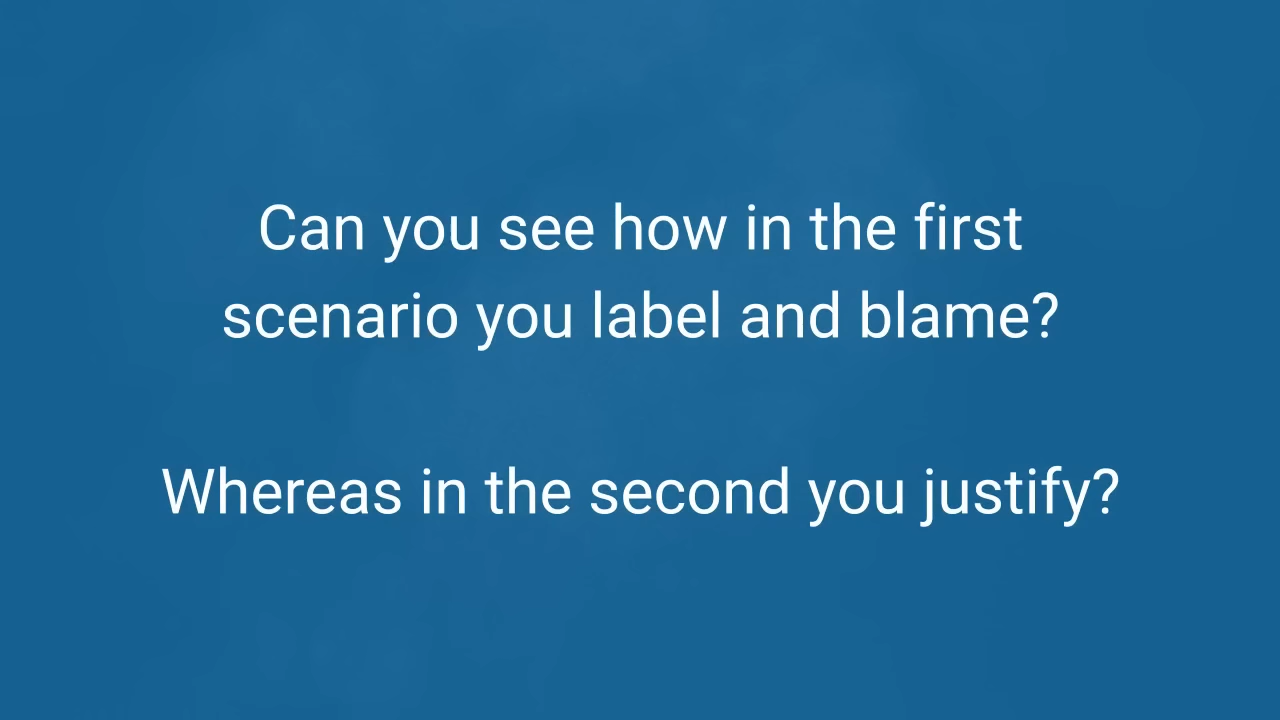 Can you see how in the first
scenario you label and blame?
Whereas in the second you justify?